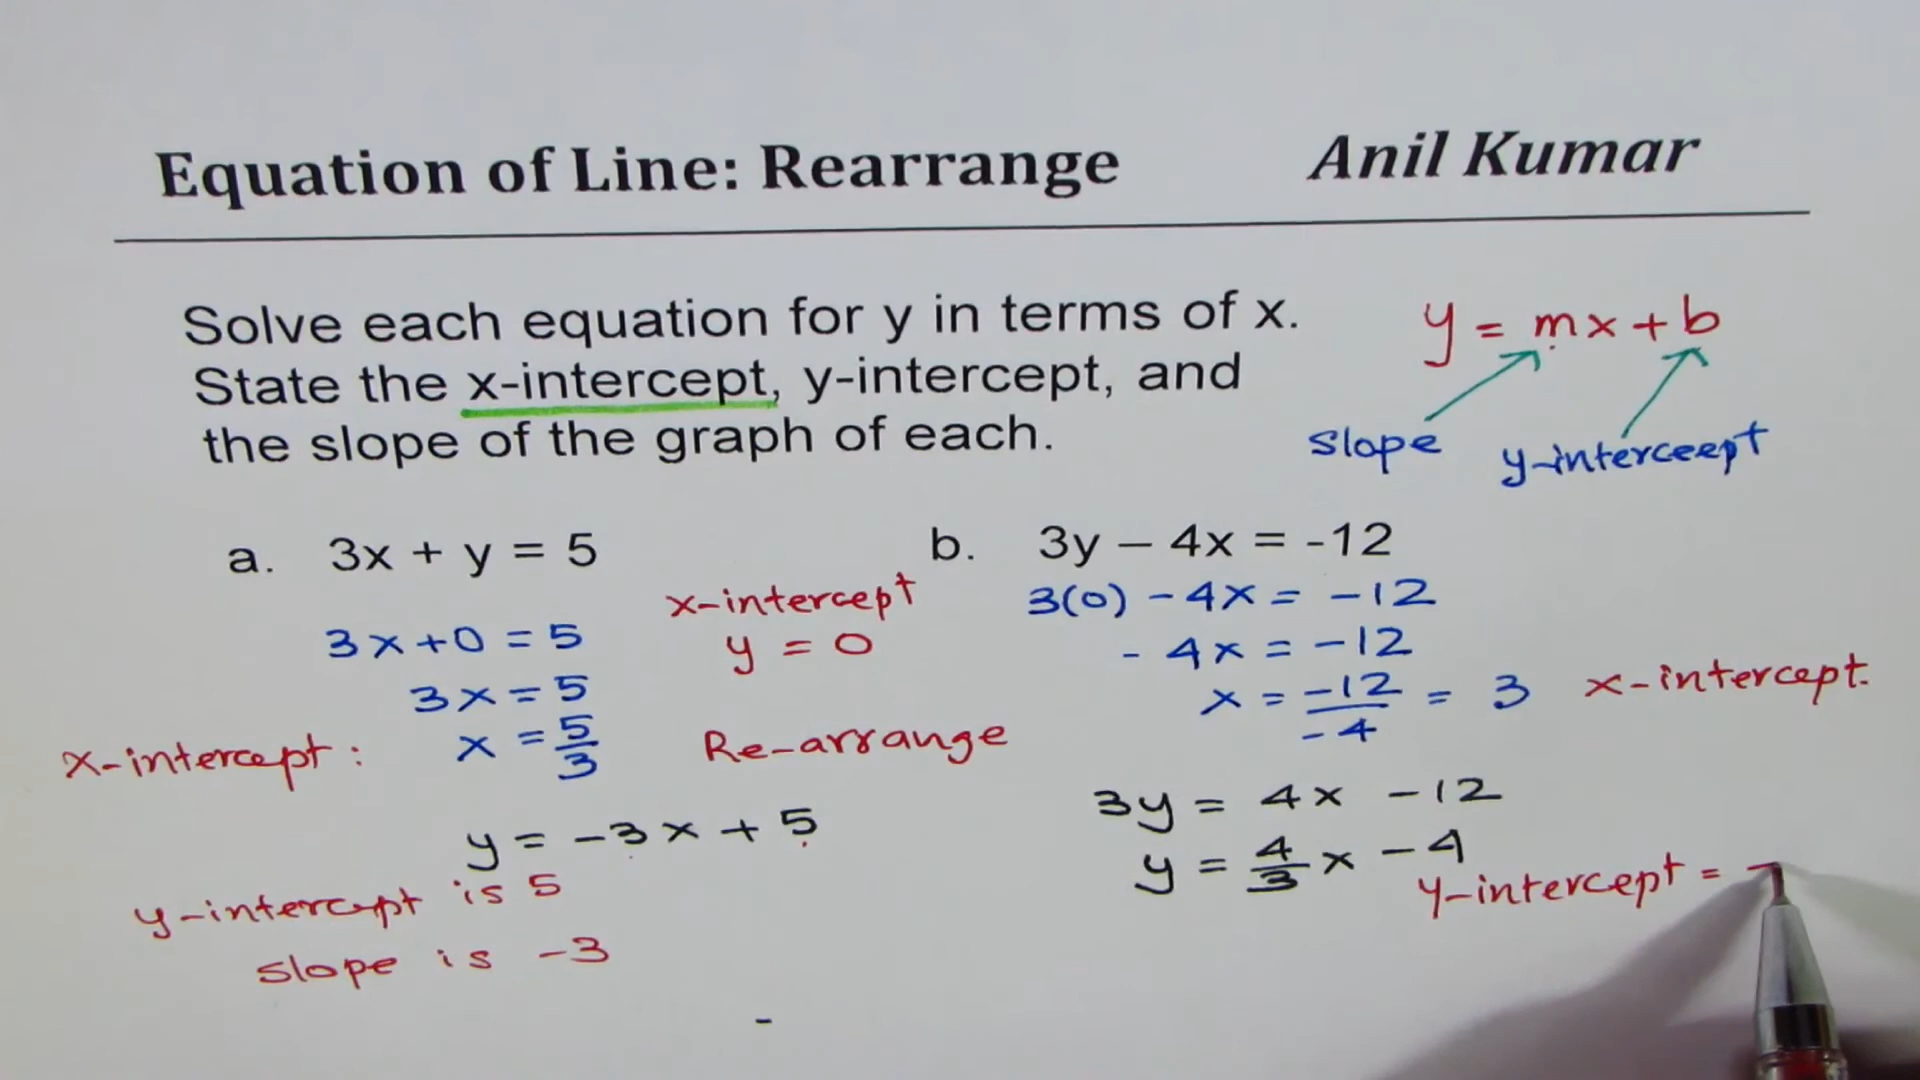 Equation of Line: Rearrange Anil Kumar
Solve each equation for y in terms of x.
State the x-intercept, y-intercept, and
the slope of the graph of each.
y = mx + b
slope y-interceept
a. 3x + y = 5
3x + 0 = 5
3x = 5
x-intercept : x = 5/3
x-intercept
y = 0
Re-arrange
y = -3x + 5
y-intercept is 5
slope is -3
b. 3y – 4x = -12
3(0) - 4x = -12
- 4x = -12
x = -12/-4 = 3 x-intercept.
3y = 4x - 12
y = 4/3 x - 4
y-intercept = -